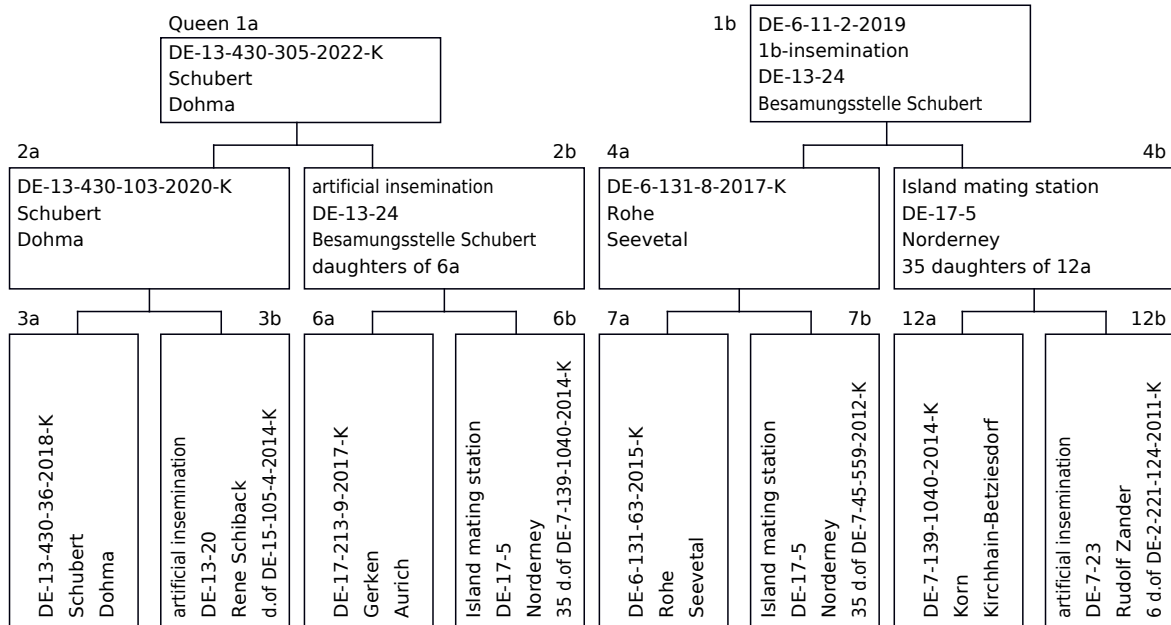 Queen 1a
DE-13-430-305-2022-K
Schubert
Dohma
1b
DE-6-11-2-2019
1b-insemination
DE-13-24
Besamungsstelle Schubert
2a
DE-13-430-103-2020-K
Schubert
Dohma
2b
artificial insemination
DE-13-24
Besamungsstelle Schubert
daughters of 6a
4a
DE-6-131-8-2017-K
Rohe
Seevetal
4b
Island mating station
DE-17-5
Norderney
35 daughters of 12a
3a
DE-13-430-36-2018-K
Schubert
Dohma
3b
artificial insemination
DE-13-20
Rene Schiback
d.of DE-15-105-4-2014-K
6a
DE-17-213-9-2017-K
Gerken
Aurich
6b
Island mating station
DE-17-5
Norderney
35 d.of DE-7-139-1040-2014-K
7a
DE-6-131-63-2015-K
Rohe
Seevetal
7b
Island mating station
DE-17-5
Norderney
35 d.of DE-7-45-559-2012-K
12a
DE-7-139-1040-2014-K
Korn
Kirchhain-Betziesdorf
12b
artificial insemination
DE-7-23
Rudolf Zander
6 d.of DE-2-221-124-2011-K